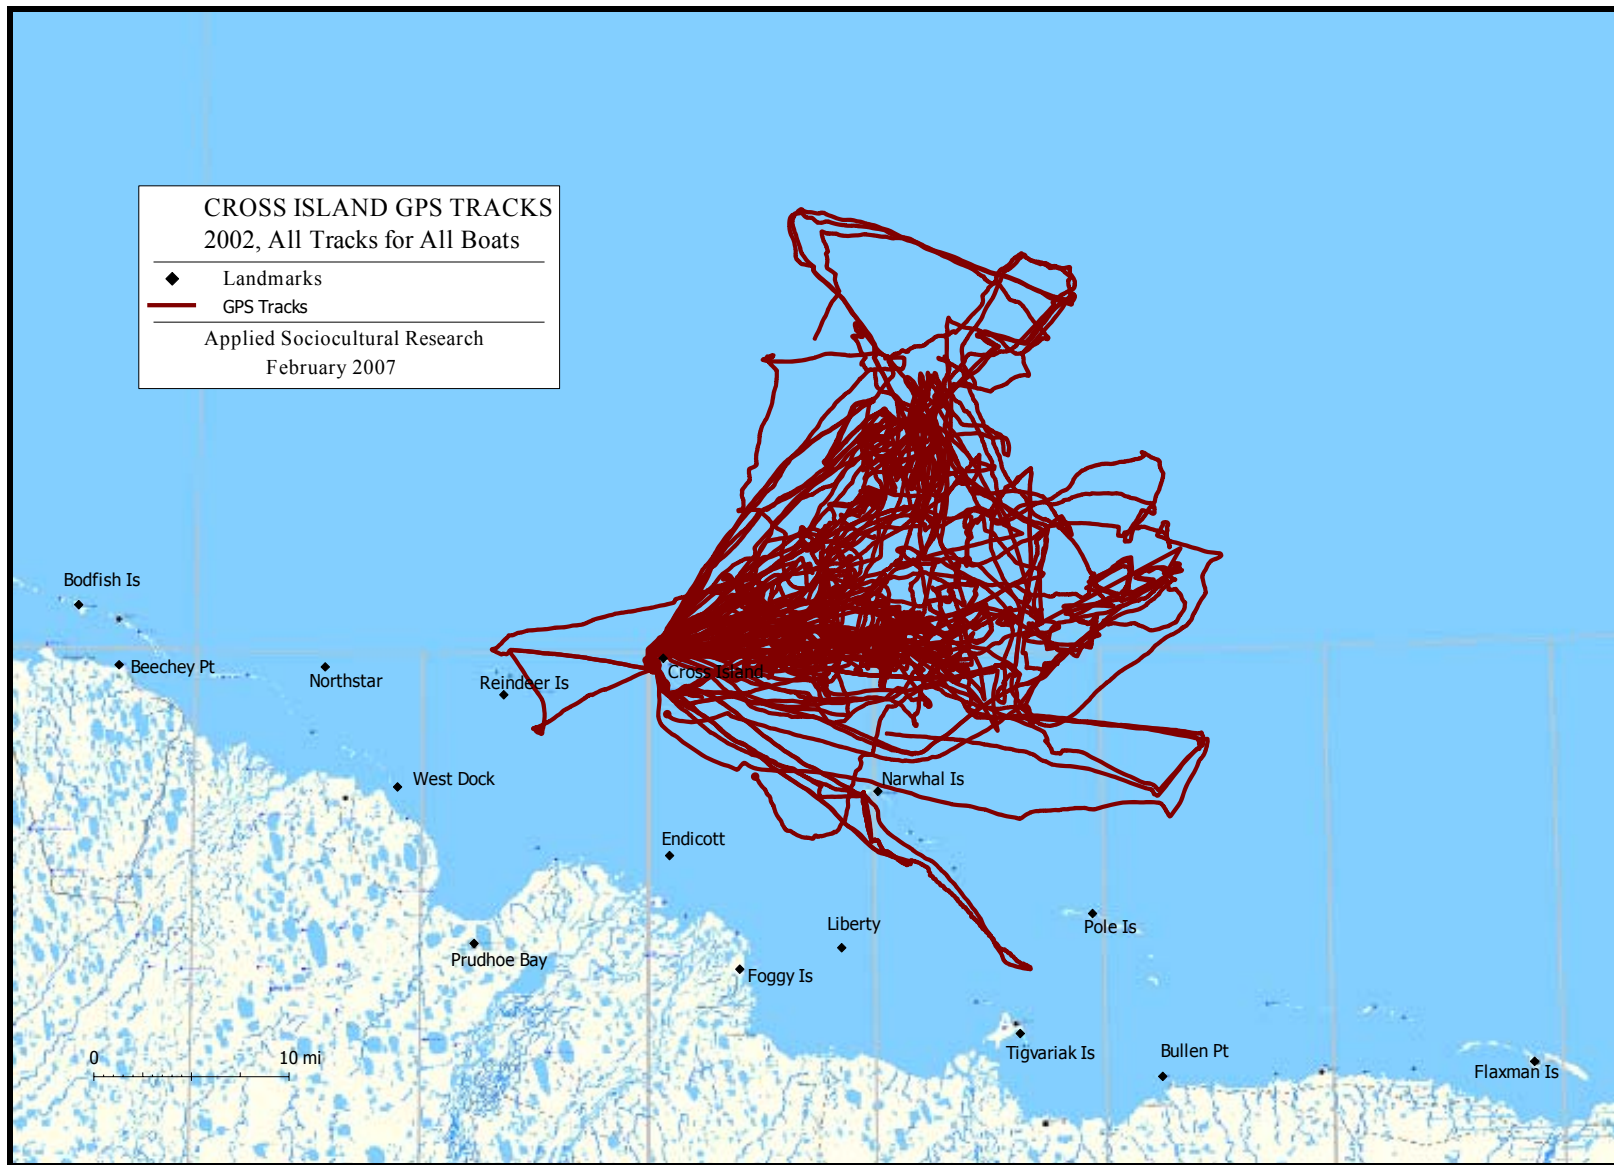 CROSS ISLAND GPS TRACKS
2002, All Tracks for All Boats
Landmarks
GPS Tracks
Applied Sociocultural Research
February 2007
Bodfish Is
Beechey Pt
Northstar
Reindeer Is
Cross Island
West Dock
Narwhal Is
Endicott
Liberty
Pole Is
Prudhoe Bay
Foggy Is
Tigvariak Is
Bullen Pt
Flaxman Is
0 10 mi